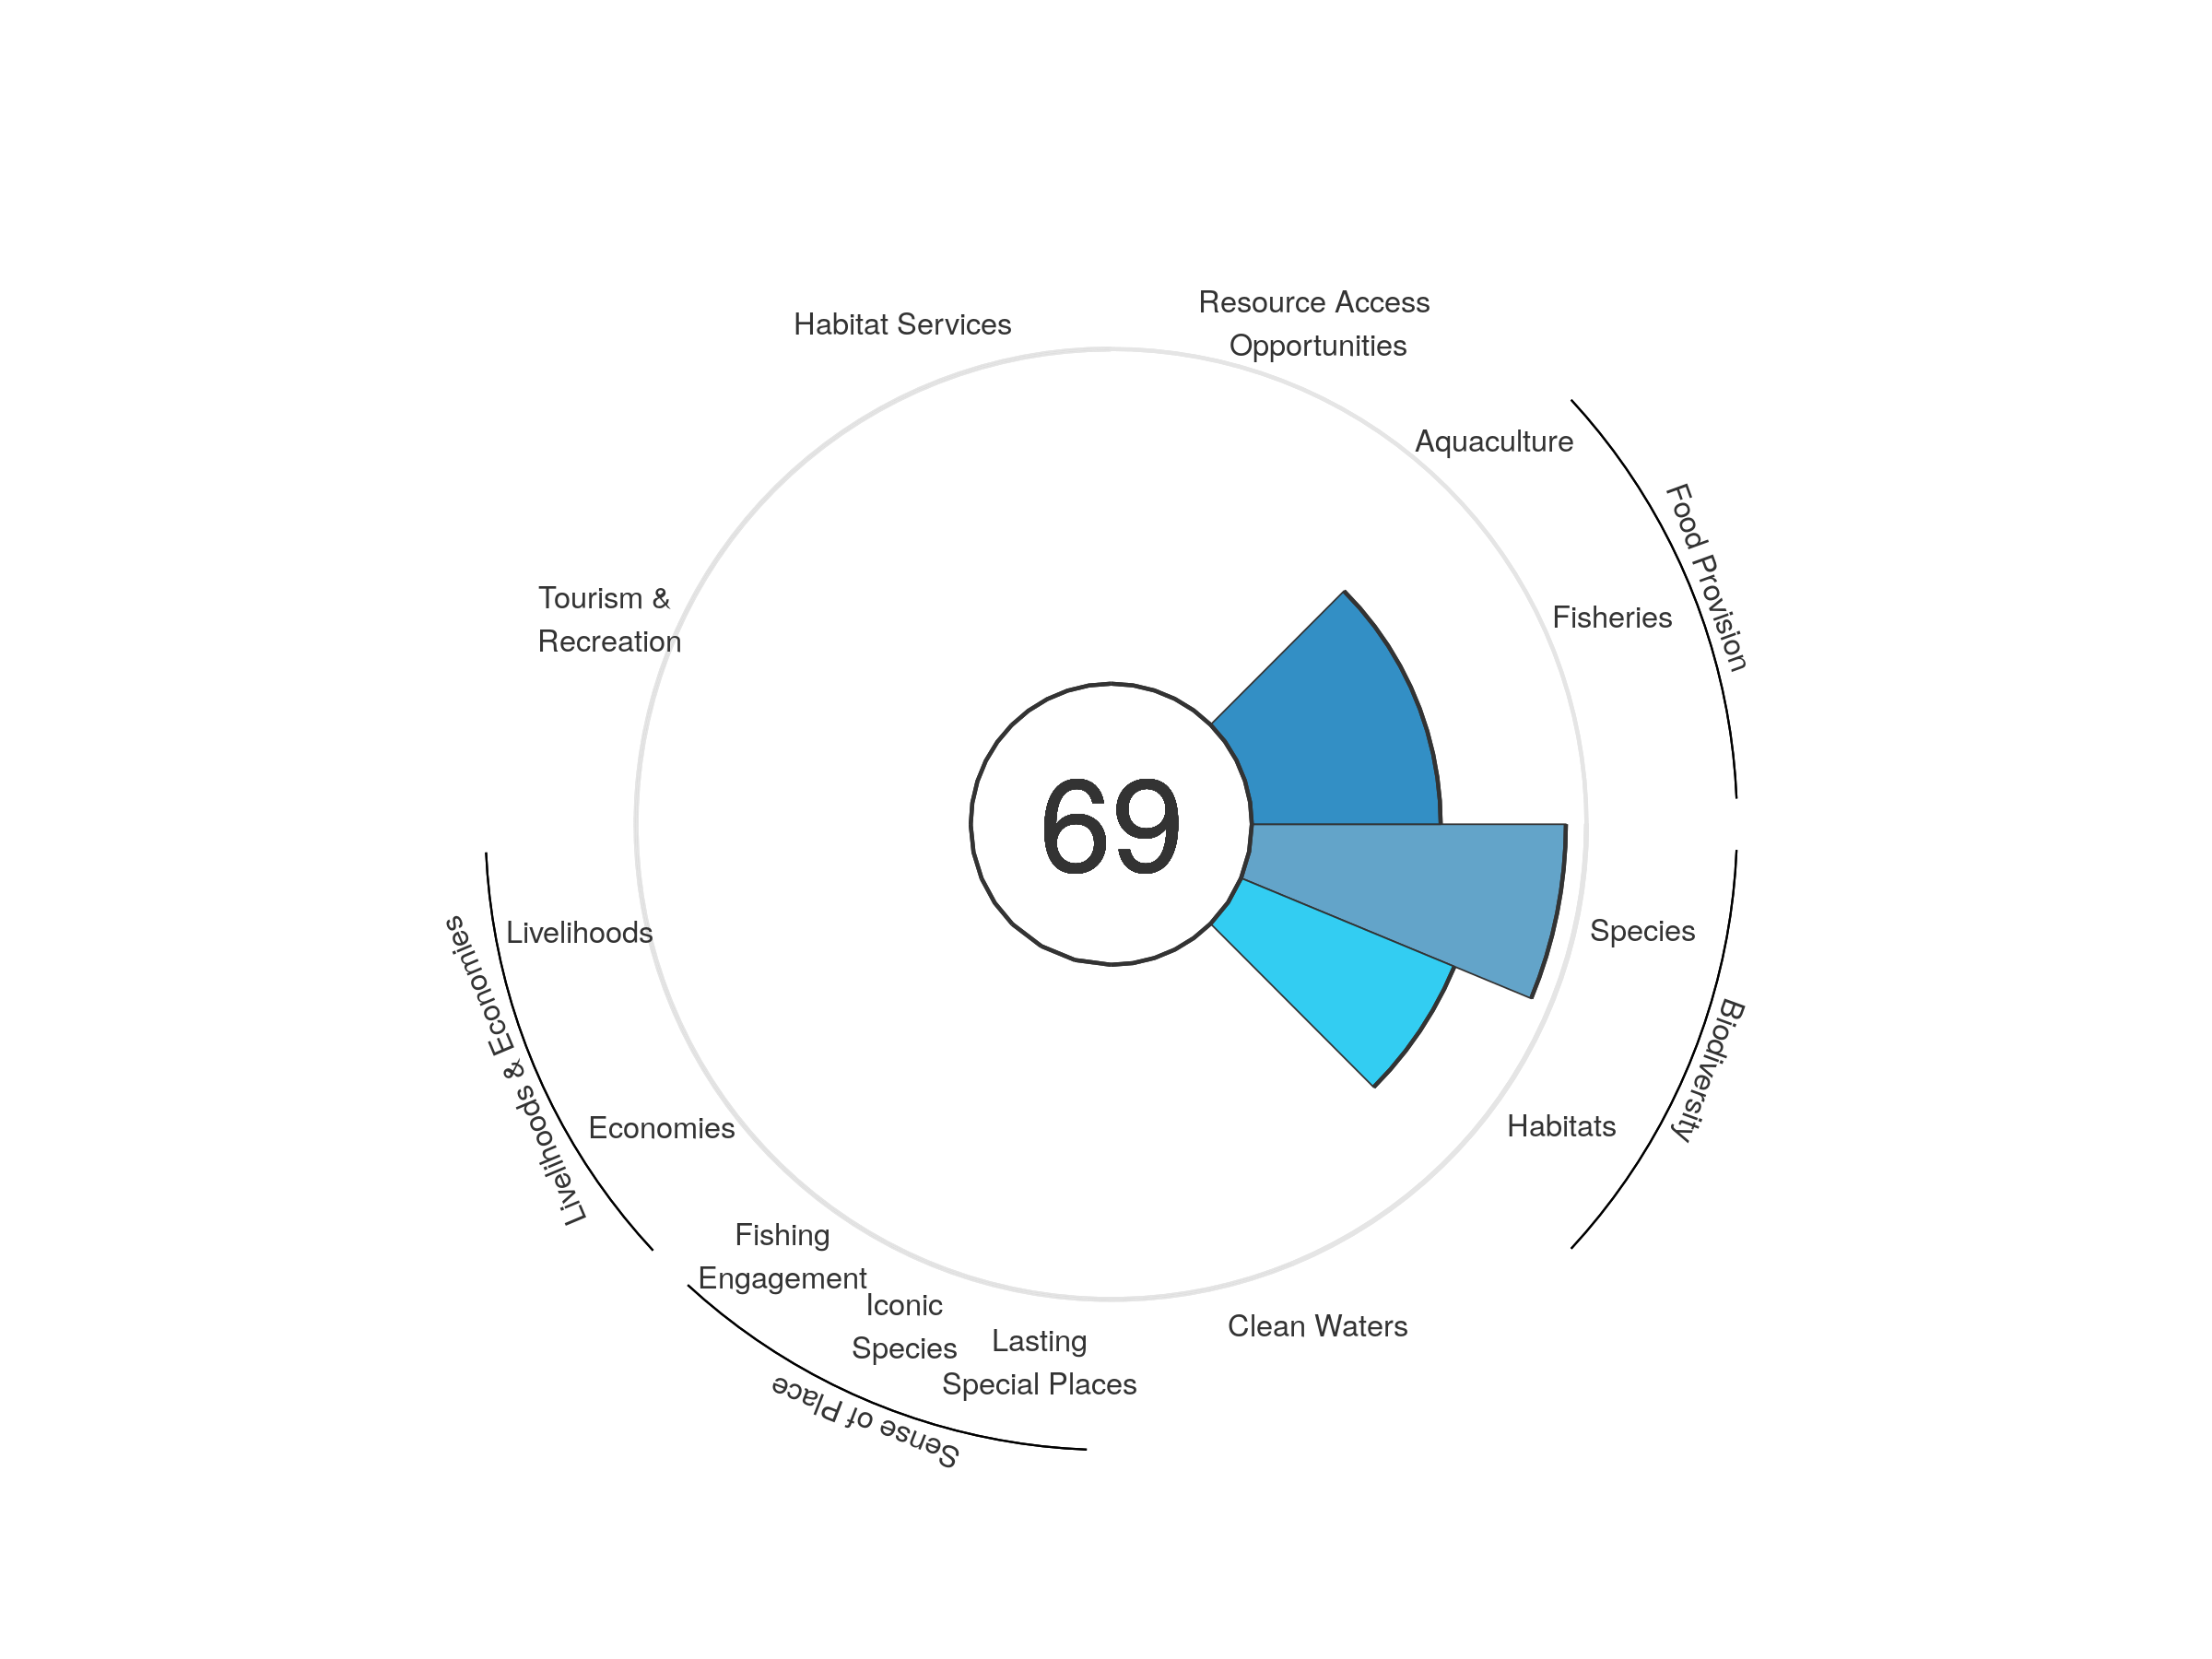 Resource Access
Opportunities
Habitat Services
Aquaculture
Food Provision
Tourism &
Recreation
Fisheries
69
Livelihoods
Species
Livelihoods & Economies
Biodiversity
Economies
Habitats
Fishing
Engagement
Iconic
Species
Lasting
Special Places
Clean Waters
Sense of Place